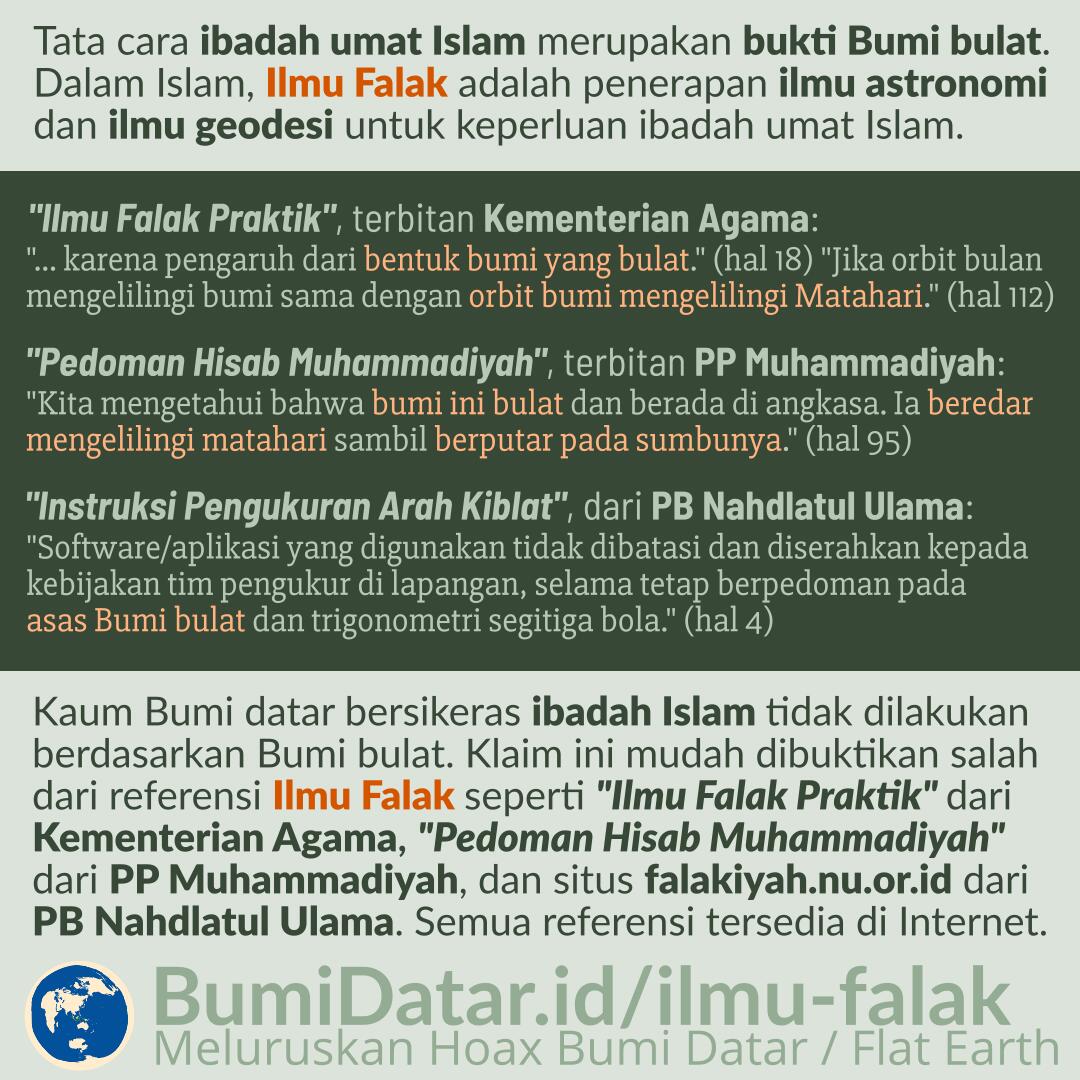 Tata cara ibadah umat Islam merupakan bukti Bumi bulat.
Dalam Islam, Ilmu Falak adalah penerapan ilmu astronomi
dan ilmu geodesi untuk keperluan ibadah umat Islam.
"Ilmu Falak Praktik", terbitan Kementerian Agama:
"... karena pengaruh dari bentuk bumi yang bulat." (hal 18) "Jika orbit bulan
mengelilingi bumi sama dengan orbit bumi mengelilingi Matahari." (hal 112)
"Pedoman Hisab Muhammadiyah", terbitan PP Muhammadiyah:
"Kita mengetahui bahwa bumi ini bulat dan berada di angkasa. Ia beredar
mengelilingi matahari sambil berputar pada sumbunya." (hal 95)
"Instruksi Pengukuran Arah Kiblat", dari PB Nahdlatul Ulama:
"Software/aplikasi yang digunakan tidak dibatasi dan diserahkan kepada
kebijakan tim pengukur di lapangan, selama tetap berpedoman pada
asas Bumi bulat dan trigonometri segitiga bola." (hal 4)
Kaum Bumi datar bersikeras ibadah Islam tidak dilakukan
berdasarkan Bumi bulat. Klaim ini mudah dibuktikan salah
dari referensi Ilmu Falak seperti "Ilmu Falak Praktik" dari
Kementerian Agama, "Pedoman Hisab Muhammadiyah"
dari PP Muhammadiyah, dan situs falakiyah.nu.or.id dari
PB Nahdlatul Ulama. Semua referensi tersedia di Internet.
BumiDatar.id/ilmu-falak
Meluruskan Hoax Bumi Datar / Flat Earth